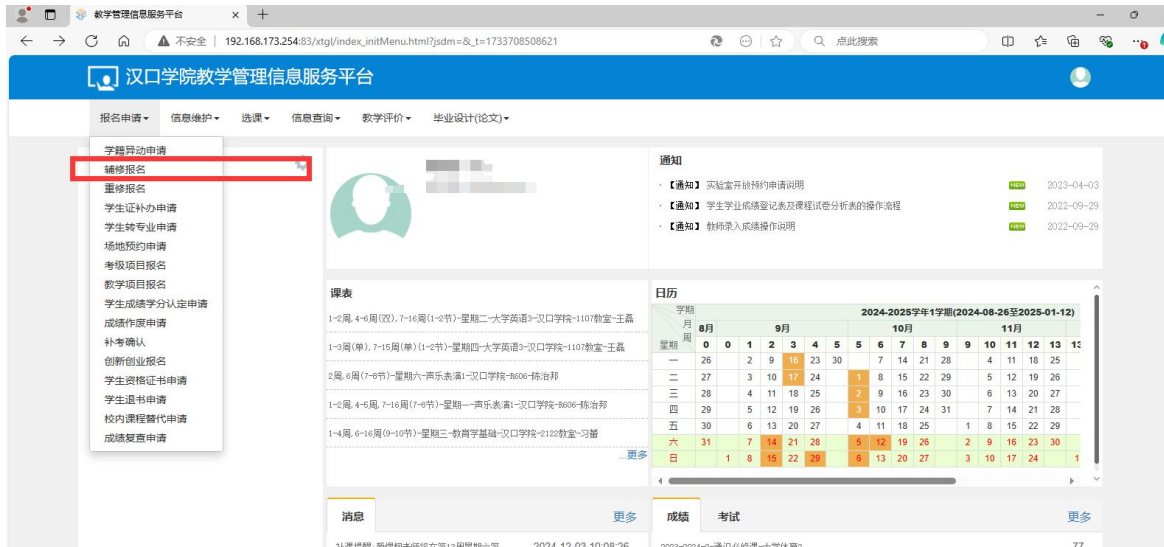 教学管理信息服务平台
不安全 192.168.173.254:83/xtgl/index_initMenu.html?jsdm=&_t=1733708508621
点此搜索
汉口学院教学管理信息服务平台
报名申请 信息维护 选课 信息查询 教学评价 毕业设计(论文)
学籍异动申请
辅修报名
重修报名
学生证补办申请
学生转专业申请
场地预约申请
考级项目报名
教学项目报名
学生成绩学分认定申请
成绩作废申请
补考确认
创新创业报名
学生资格证书申请
学生退书申请
校内课程替代申请
成绩复查申请
通知
·【通知】实验室开放预约申请说明 NEW 2023-04-03
·【通知】学生学业成绩登记表及课程试卷分析表的操作流程 NEW 2022-09-29
·【通知】教师录入成绩操作说明 NEW 2022-09-29
课表
1-2周,4-6周(双),7-16周(1-2节)-星期二-大学英语3-汉口学院-1107教室-王磊
1-3周(单),7-15周(单)(1-2节)-星期四-大学英语3-汉口学院-1107教室-王磊
2周,6周(7-8节)-星期六-声乐表演1-汉口学院-R606-陈治邦
1-2周,4-5周,7-16周(7-8节)-星期一-声乐表演1-汉口学院-R606-陈治邦
1-4周,6-16周(9-10节)-星期三-教育学基础-汉口学院-2122教室-习蕾
...更多
日历
学期 2024-2025学年1学期(2024-08-26至2025-01-12)
月 8月 9月 10月 11月
周
星期 0 0 1 2 3 4 5 5 6 7 8 9 9 10 11 12 13
一 26 2 9 16 23 30 7 14 21 28 4 11 18 25
二 27 3 10 17 24 1 8 15 22 29 5 12 19 26
三 28 4 11 18 25 2 9 16 23 30 6 13 20 27
四 29 5 12 19 26 3 10 17 24 31 7 14 21 28
五 30 6 13 20 27 4 11 18 25 1 8 15 22 29
六 31 7 14 21 28 5 12 19 26 2 9 16 23 30
日 1 8 15 22 29 6 13 20 27 3 10 17 24 1
消息 更多
成绩 考试 更多
2024-12-03 10:08:26
77